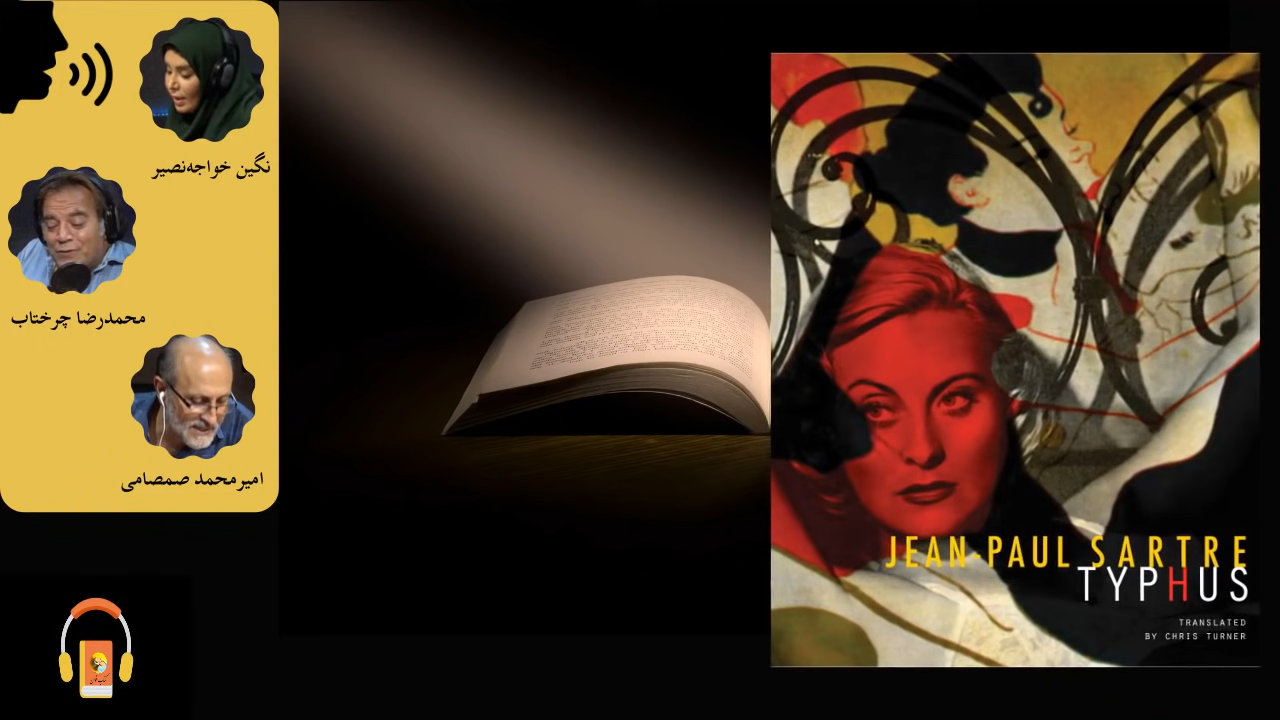 نگین خواجه‌نصیر
محمدرضا چرختاب
امیرمحمد صمصامی
JEAN-PAUL SARTRE
TYPHUS
TRANSLATED
BY CHRIS TURNER